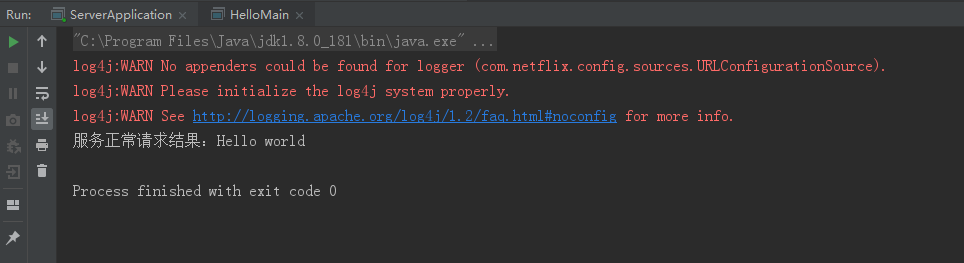 Run: ServerApplication × HelloMain ×
"C:\Program Files\Java\jdk1.8.0_181\bin\java.exe" ...
log4j:WARN No appenders could be found for logger (com.netflix.config.sources.URLConfigurationSource).
log4j:WARN Please initialize the log4j system properly.
log4j:WARN See http://logging.apache.org/log4j/1.2/faq.html#noconfig for more info.
服务正常请求结果：Hello world
Process finished with exit code 0